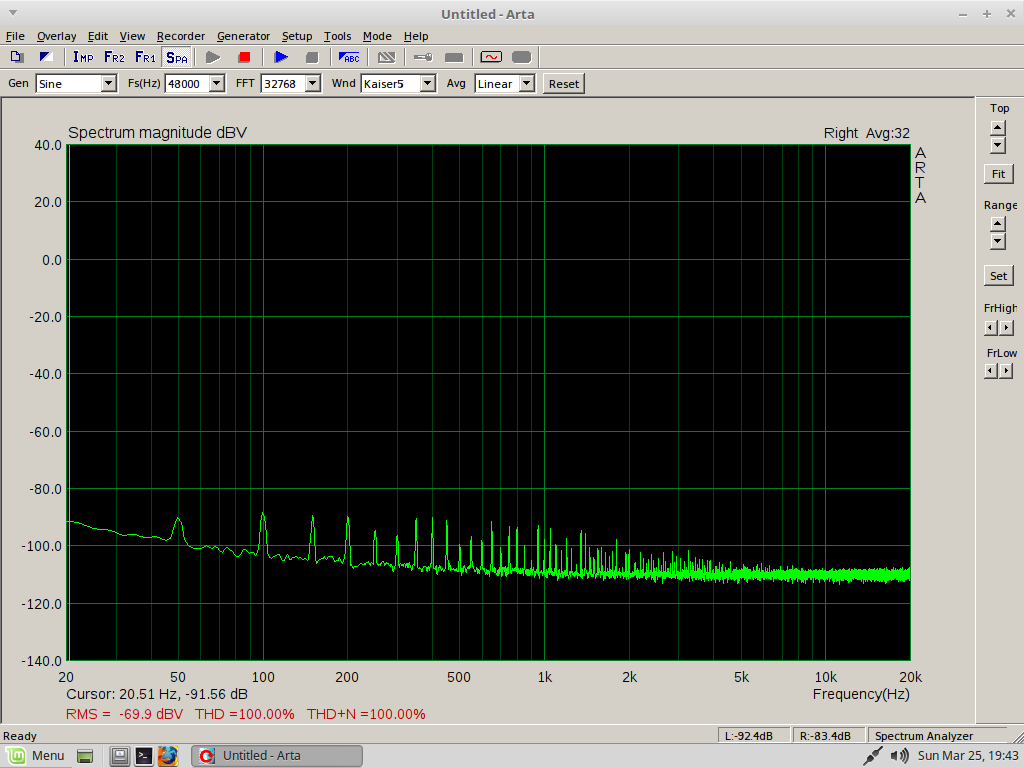 Untitled - Arta
File Overlay Edit View Recorder Generator Setup Tools Mode Help
IMP FR2 FR1 SPA ABC
Gen Sine Fs(Hz) 48000 FFT 32768 Wnd Kaiser5 Avg Linear Reset
Top
Spectrum magnitude dBV Right Avg:32
Fit
Range
Set
FrHigh
FrLow
A
R
T
A
40.0
20.0
0.0
-20.0
-40.0
-60.0
-80.0
-100.0
-120.0
-140.0
20 50 100 200 500 1k 2k 5k 10k 20k
Cursor: 20.51 Hz, -91.56 dB Frequency(Hz)
RMS = -69.9 dBV THD =100.00% THD+N =100.00%
Ready L:-92.4dB R:-83.4dB Spectrum Analyzer
Menu Untitled - Arta Sun Mar 25, 19:43